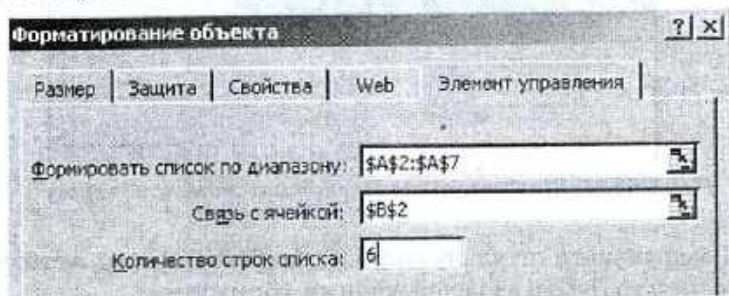 Форматирование объекта ? X
Размер Защита Свойства Web Элемент управления
Формировать список по диапазону: $A$2:$A$7
Связь с ячейкой: $B$2
Количество строк списка: 6